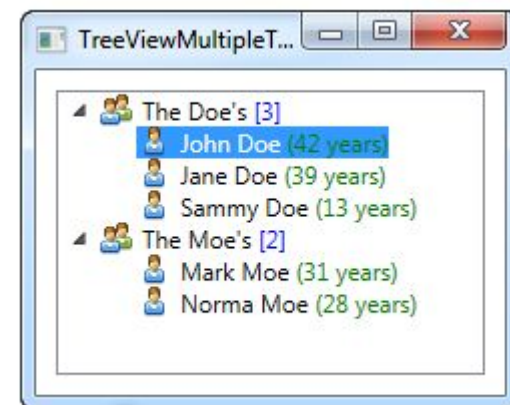 TreeViewMultipleT...
The Doe's [3]
John Doe (42 years)
Jane Doe (39 years)
Sammy Doe (13 years)
The Moe's [2]
Mark Moe (31 years)
Norma Moe (28 years)